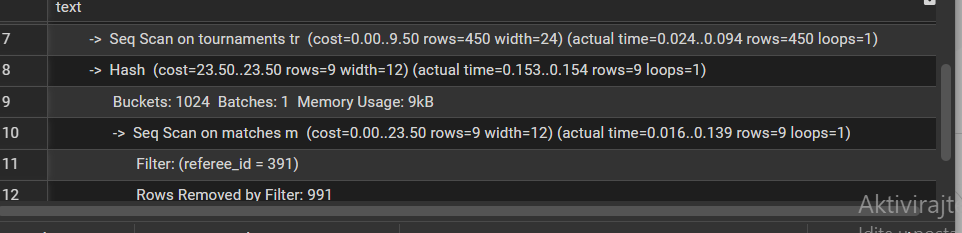 text
7 -> Seq Scan on tournaments tr (cost=0.00..9.50 rows=450 width=24) (actual time=0.024..0.094 rows=450 loops=1)
8 -> Hash (cost=23.50..23.50 rows=9 width=12) (actual time=0.153..0.154 rows=9 loops=1)
9 Buckets: 1024 Batches: 1 Memory Usage: 9kB
10 -> Seq Scan on matches m (cost=0.00..23.50 rows=9 width=12) (actual time=0.016..0.139 rows=9 loops=1)
11 Filter: (referee_id = 391)
12 Rows Removed by Filter: 991
Aktivirajt